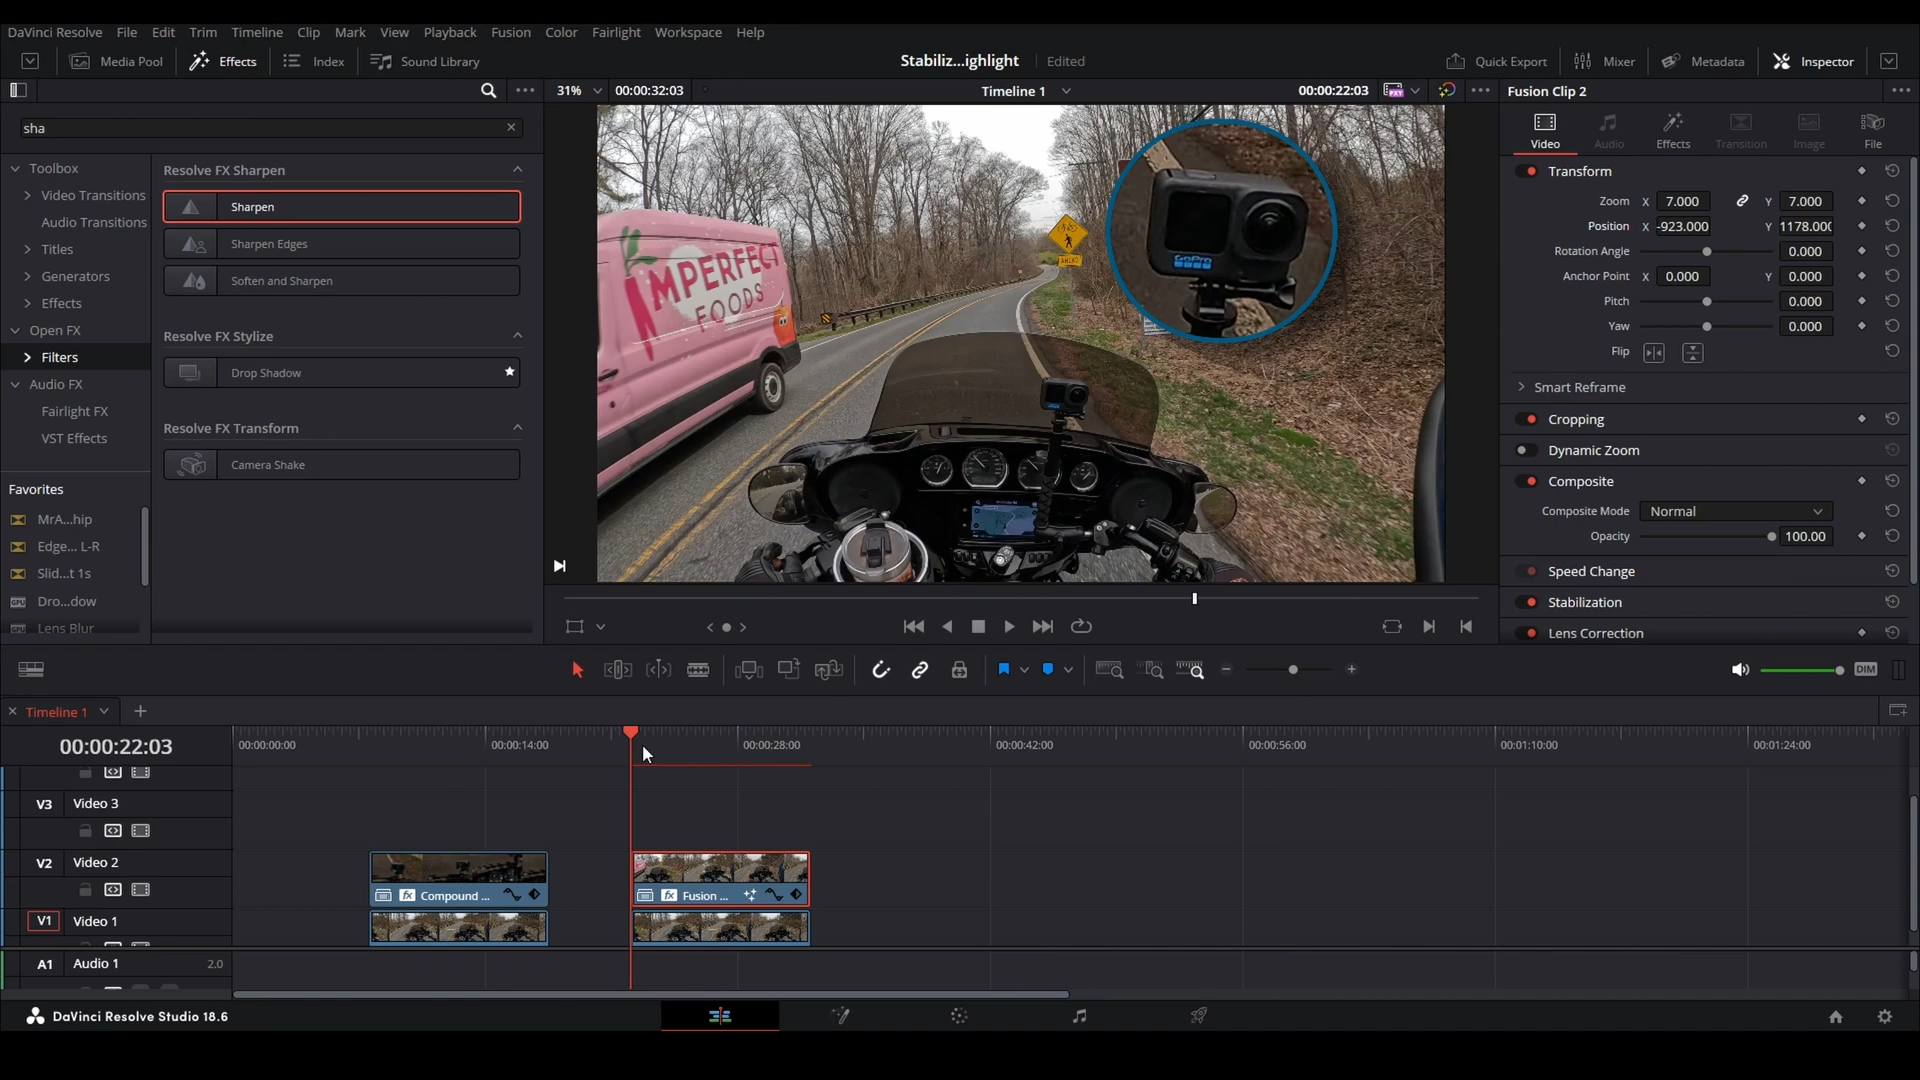 DaVinci Resolve File Edit Trim Timeline Clip Mark View Playback Fusion Color Fairlight Workspace Help
Media Pool Effects Index Sound Library Stabiliz...ighlight Edited Quick Export Mixer Metadata Inspector
31% 00:00:32:03 Timeline 1 00:00:22:03 Fusion Clip 2
sha
Video Audio Effects Transition Image File
Toolbox
Video Transitions
Audio Transitions
Titles
Generators
Effects
Open FX
Filters
Audio FX
Fairlight FX
VST Effects
Favorites
MrA...hip
Edge... L-R
Slid...t 1s
Dro...dow
Lens Blur
Resolve FX Sharpen
Sharpen
Sharpen Edges
Soften and Sharpen
Resolve FX Stylize
Drop Shadow
Resolve FX Transform
Camera Shake
IMPERFECT
FOODS
AHEAD
GoPro
Transform
Zoom X 7.000 Y 7.000
Position X -923.000 Y 1178.000
Rotation Angle 0.000
Anchor Point X 0.000 Y 0.000
Pitch 0.000
Yaw 0.000
Flip
Smart Reframe
Cropping
Dynamic Zoom
Composite
Composite Mode Normal
Opacity 100.00
Speed Change
Stabilization
Lens Correction
DIM
Timeline 1
00:00:22:03 00:00:00:00 00:00:14:00 00:00:28:00 00:00:42:00 00:00:56:00 00:01:10:00 00:01:24:00
V3 Video 3
V2 Video 2
Compound ... Fusion ...
V1 Video 1
A1 Audio 1 2.0
DaVinci Resolve Studio 18.6